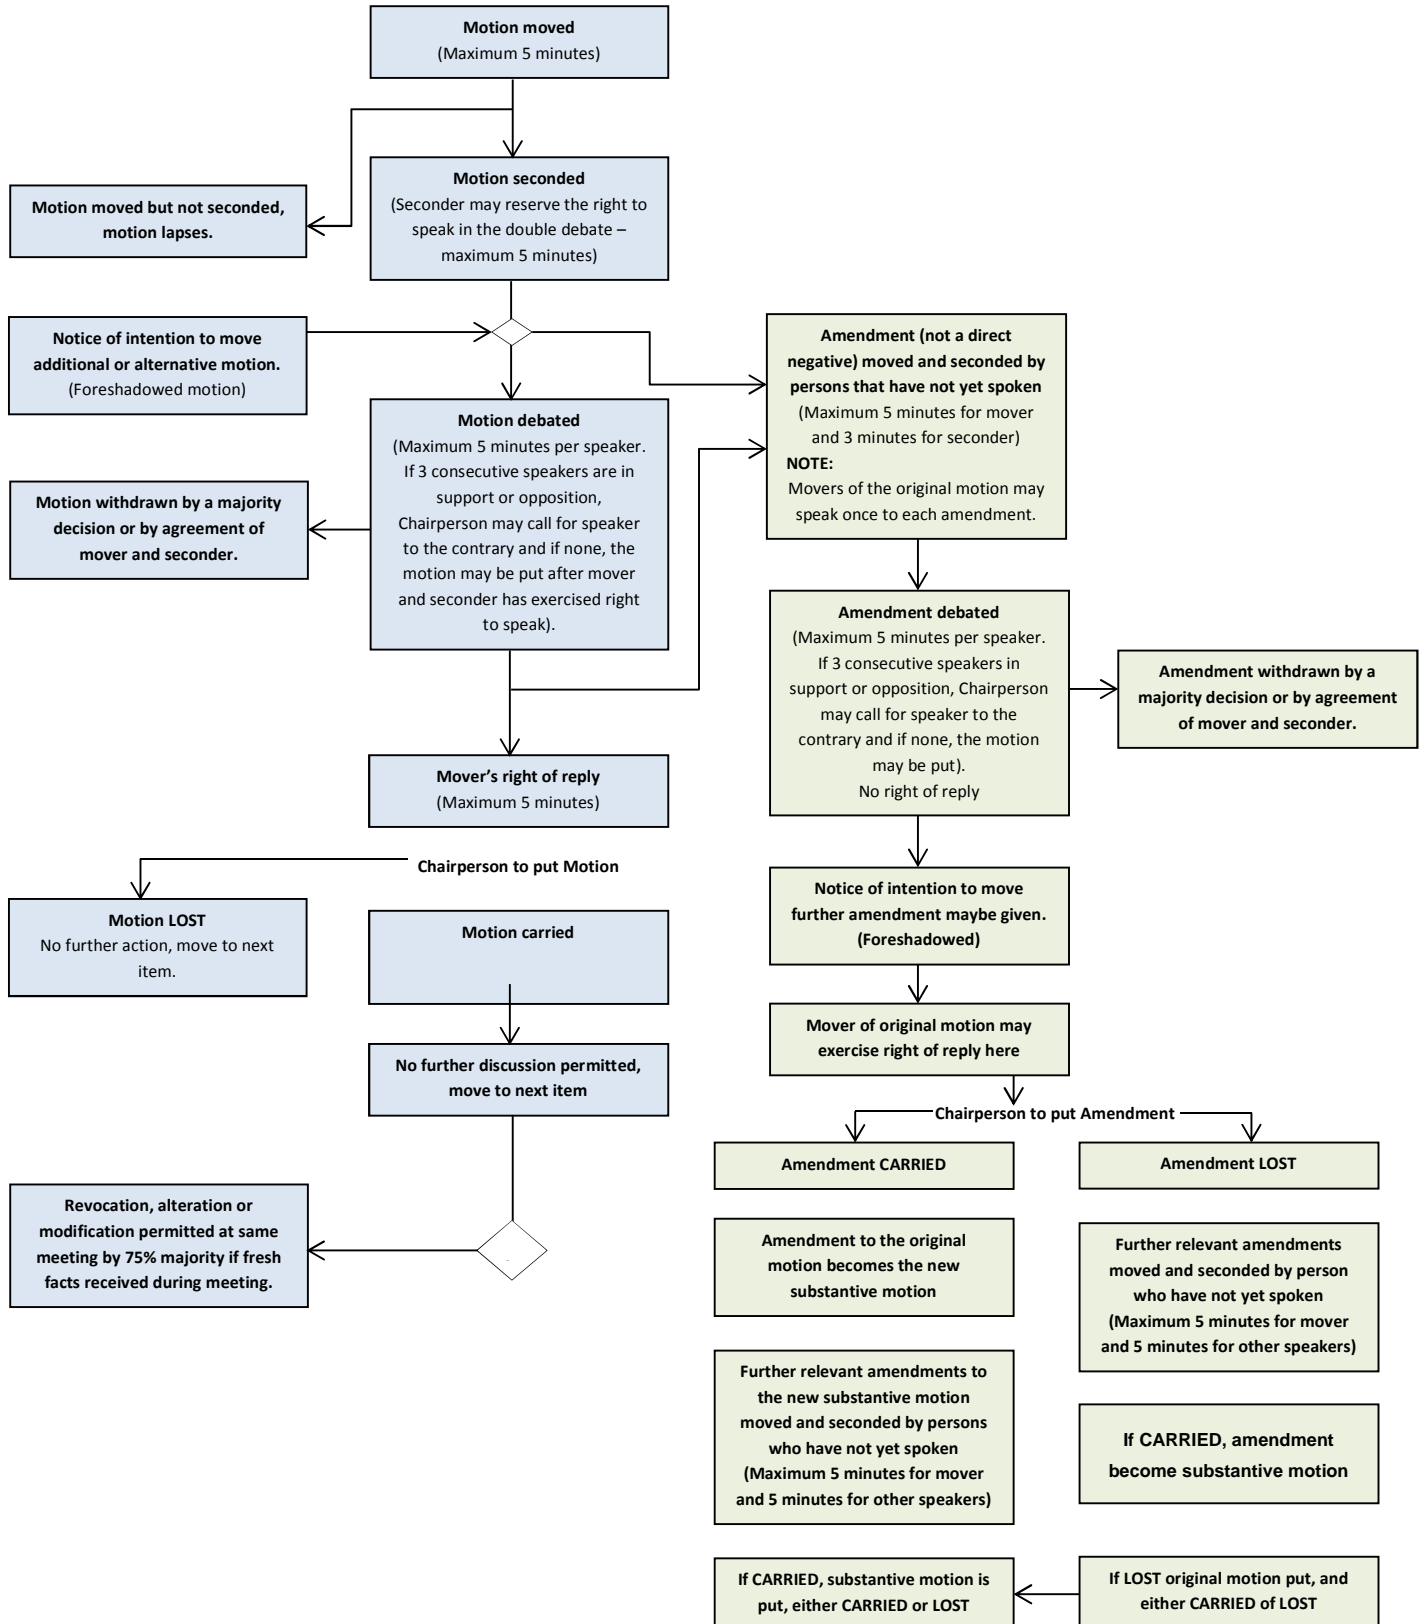 Motion moved
(Maximum 5 minutes)
Motion seconded
(Seconder may reserve the right to
speak in the double debate –
maximum 5 minutes)
Motion moved but not seconded,
motion lapses.
Notice of intention to move
additional or alternative motion.
(Foreshadowed motion)
Motion debated
(Maximum 5 minutes per speaker.
If 3 consecutive speakers are in
support or opposition,
Chairperson may call for speaker
to the contrary and if none, the
motion may be put after mover
and seconder has exercised right
to speak).
Motion withdrawn by a majority
decision or by agreement of
mover and seconder.
Mover’s right of reply
(Maximum 5 minutes)
Chairperson to put Motion
Motion LOST
No further action, move to next
item.
Motion carried
No further discussion permitted,
move to next item
Revocation, alteration or
modification permitted at same
meeting by 75% majority if fresh
facts received during meeting.
Amendment (not a direct
negative) moved and seconded by
persons that have not yet spoken
(Maximum 5 minutes for mover
and 3 minutes for seconder)
NOTE:
Movers of the original motion may
speak once to each amendment.
Amendment debated
(Maximum 5 minutes per speaker.
If 3 consecutive speakers in
support or opposition, Chairperson
may call for speaker to the
contrary and if none, the motion
may be put).
No right of reply
Amendment withdrawn by a
majority decision or by agreement
of mover and seconder.
Notice of intention to move
further amendment maybe given.
(Foreshadowed)
Mover of original motion may
exercise right of reply here
Chairperson to put Amendment
Amendment CARRIED
Amendment to the original
motion becomes the new
substantive motion
Further relevant amendments to
the new substantive motion
moved and seconded by persons
who have not yet spoken
(Maximum 5 minutes for mover
and 5 minutes for other speakers)
If CARRIED, substantive motion is
put, either CARRIED or LOST
Amendment LOST
Further relevant amendments
moved and seconded by person
who have not yet spoken
(Maximum 5 minutes for mover
and 5 minutes for other speakers)
If CARRIED, amendment
become substantive motion
If LOST original motion put, and
either CARRIED of LOST